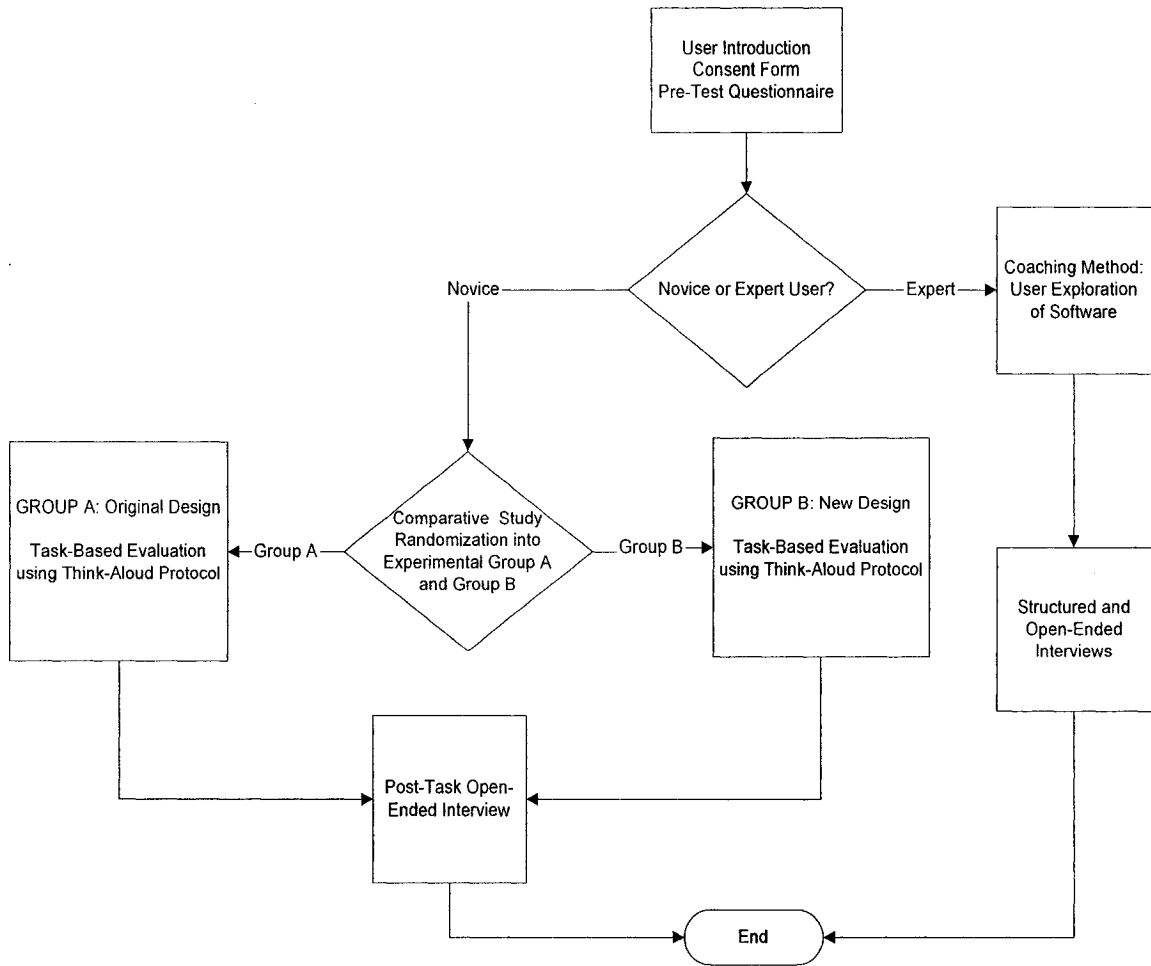 User Introduction
Consent Form
Pre-Test Questionnaire
Novice or Expert User?
Novice
Expert
Coaching Method:
User Exploration
of Software
Comparative Study
Randomization into
Experimental Group A
and Group B
Group A
Group B
GROUP A: Original Design
Task-Based Evaluation
using Think-Aloud Protocol
GROUP B: New Design
Task-Based Evaluation
using Think-Aloud Protocol
Structured and
Open-Ended
Interviews
Post-Task Open-
Ended Interview
End